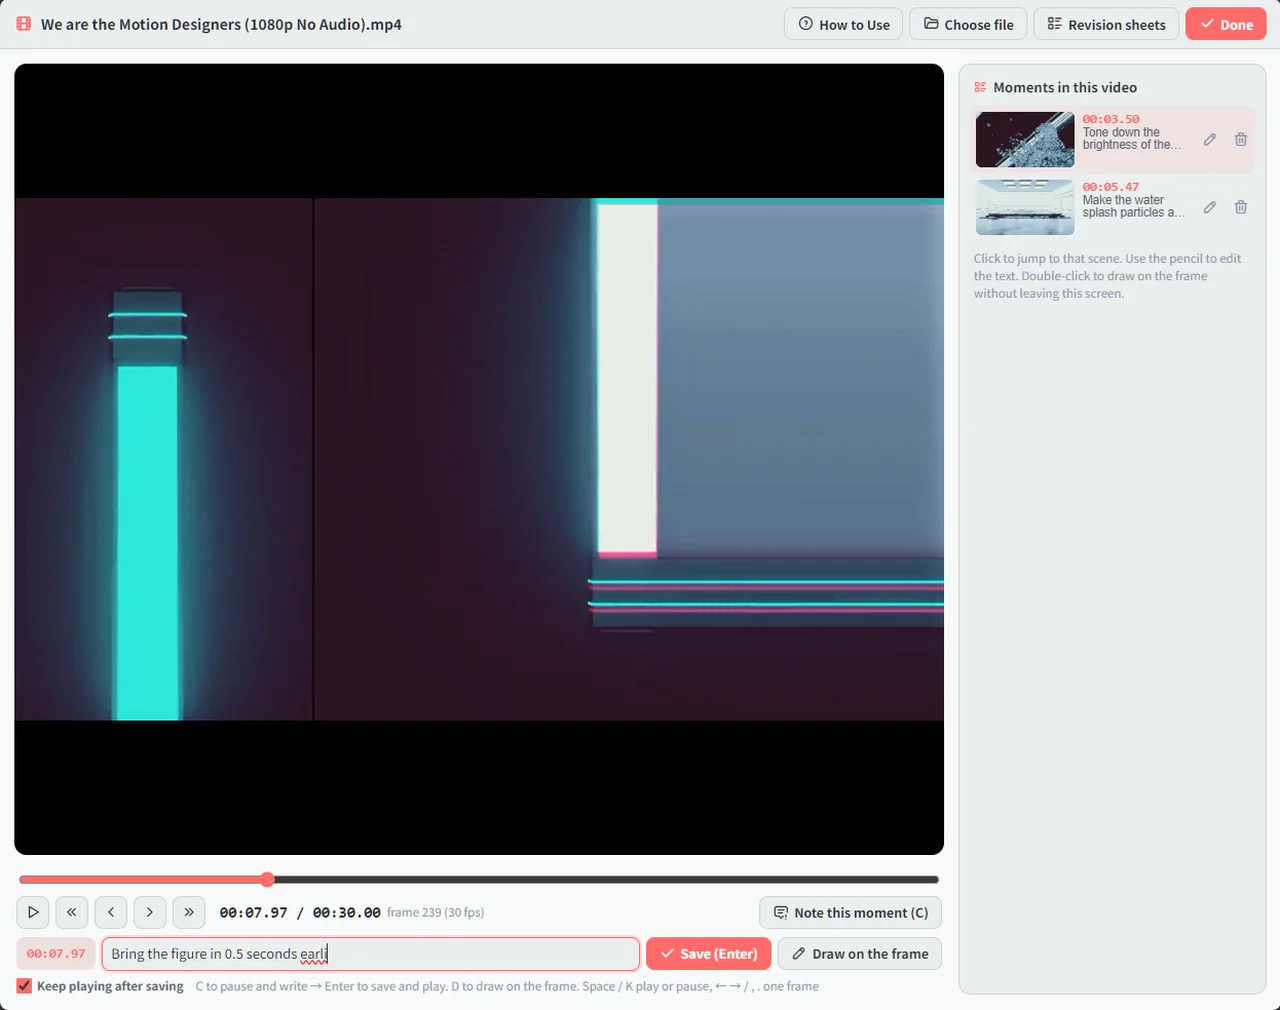 We are the Motion Designers (1080p No Audio).mp4
How to Use
Choose file
Revision sheets
Done
Moments in this video
00:03.50
Tone down the
brightness of the...
00:05.47
Make the water
splash particles a...
Click to jump to that scene. Use the pencil to edit
the text. Double-click to draw on the frame
without leaving this screen.
00:07.97 / 00:30.00 frame 239 (30 fps)
Note this moment (C)
00:07.97
Bring the figure in 0.5 seconds earli
Save (Enter)
Draw on the frame
Keep playing after saving
C to pause and write → Enter to save and play. D to draw on the frame. Space / K play or pause, ←→ / , . one frame